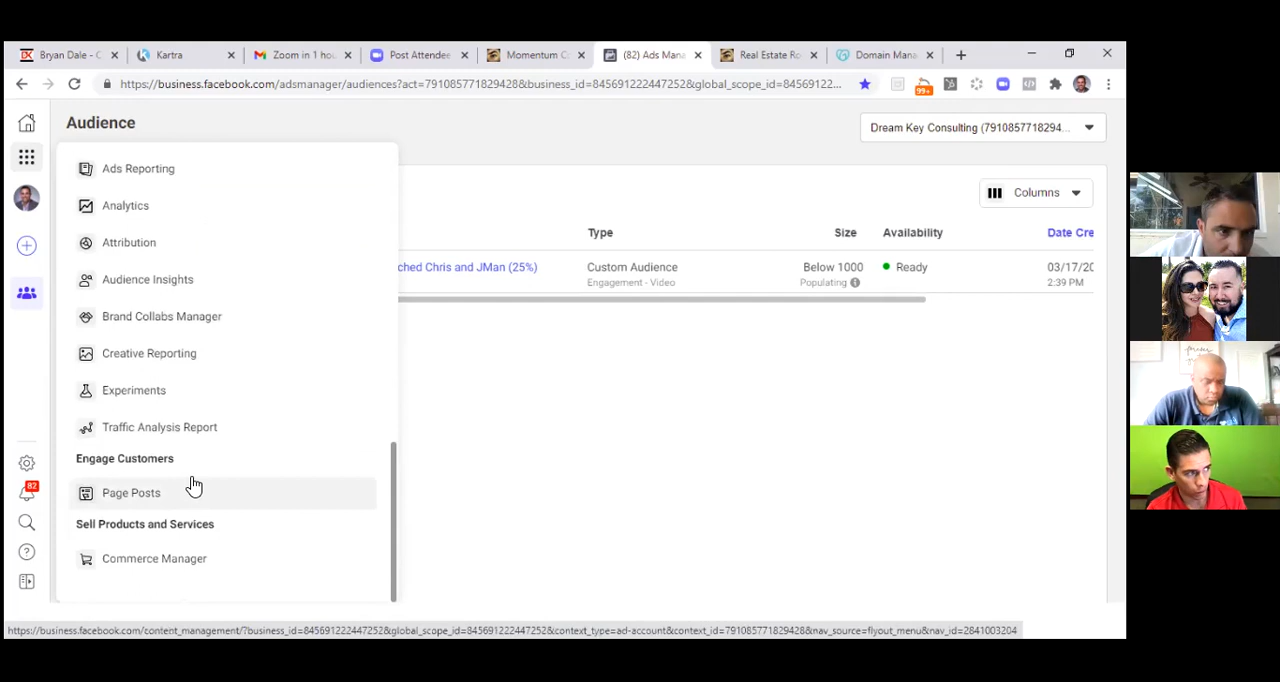 Bryan Dale - C
Kartra
Zoom in 1 hou
Post Attendee
Momentum Co
(82) Ads Mana
Real Estate Ro
Domain Mana
https://business.facebook.com/adsmanager/audiences?act=791085771829428&business_id=845691222447252&global_scope_id=84569122...
99+
Audience
Dream Key Consulting (7910857718294...
Ads Reporting
Columns
Analytics
Type
Size
Availability
Date Cre
Attribution
ched Chris and JMan (25%)
Custom Audience
Below 1000
Ready
03/17/20
Audience Insights
Engagement - Video
Populating
2:39 PM
Brand Collabs Manager
Creative Reporting
Experiments
Traffic Analysis Report
Engage Customers
82
Page Posts
Sell Products and Services
Commerce Manager
https://business.facebook.com/content_management/?business_id=845691222447252&global_scope_id=845691222447252&context_type=ad-account&context_id=791085771829428&nav_source=flyout_menu&nav_id=2841003204